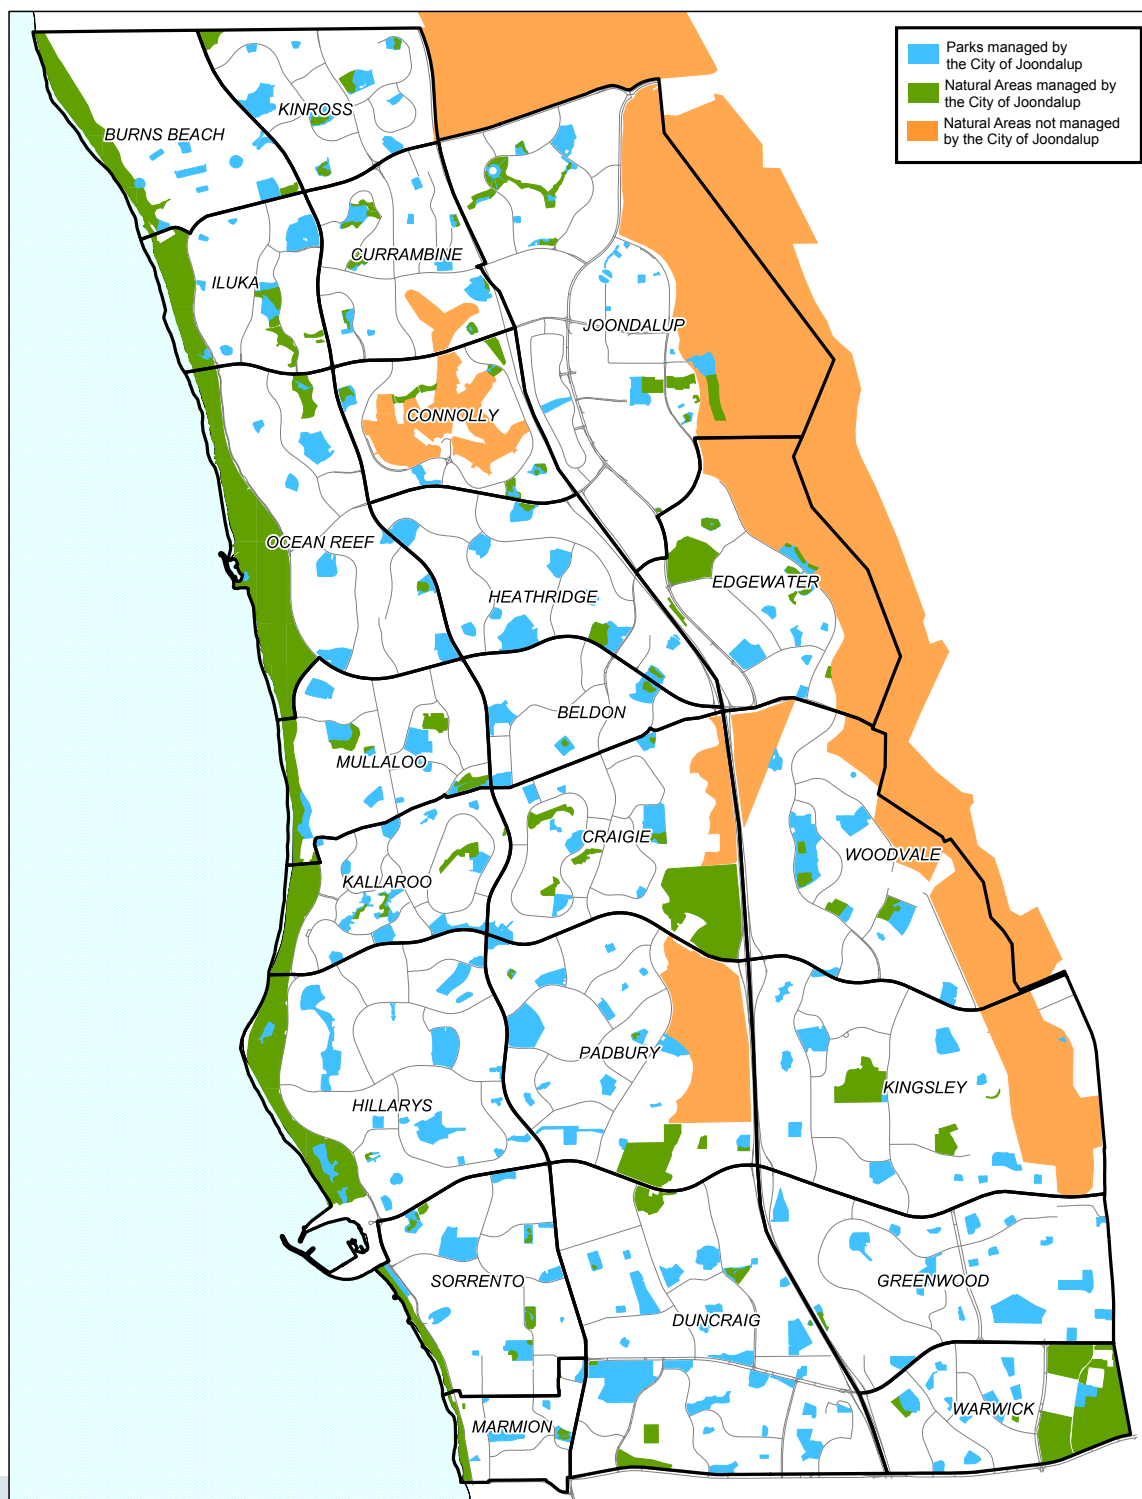 Parks managed by
the City of Joondalup
Natural Areas managed by
the City of Joondalup
Natural Areas not managed
by the City of Joondalup
KINROSS
BURNS BEACH
CURRAMBINE
ILUKA
JOONDALUP
CONNOLLY
OCEAN REEF
EDGEWATER
HEATHRIDGE
BELDON
MULLALOO
CRAIGIE
WOODVALE
KALLAROO
PADBURY
KINGSLEY
HILLARYS
SORRENTO
GREENWOOD
DUNCRAIG
WARWICK
MARMION